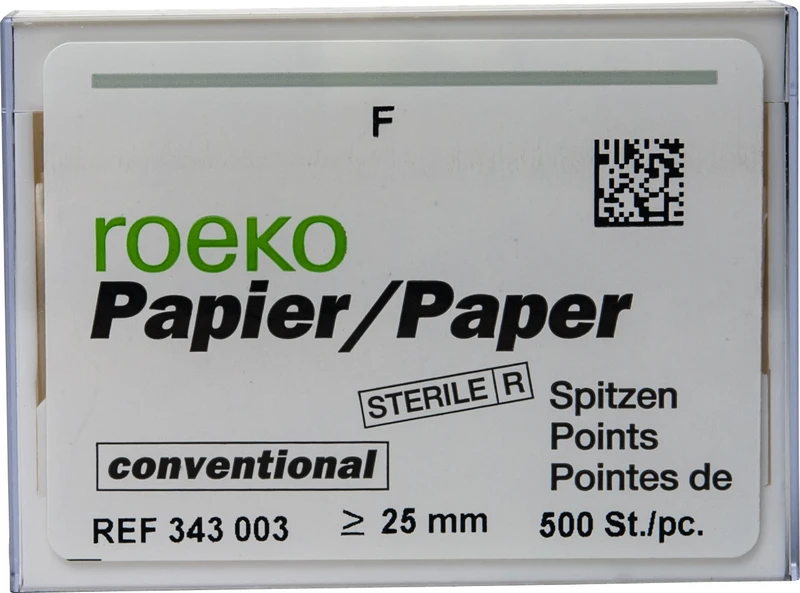 F
roeko
Papier/Paper
STERILE R
Spitzen
Points
Pointes de
conventional
REF 343 003
≥ 25 mm
500 St./pc.